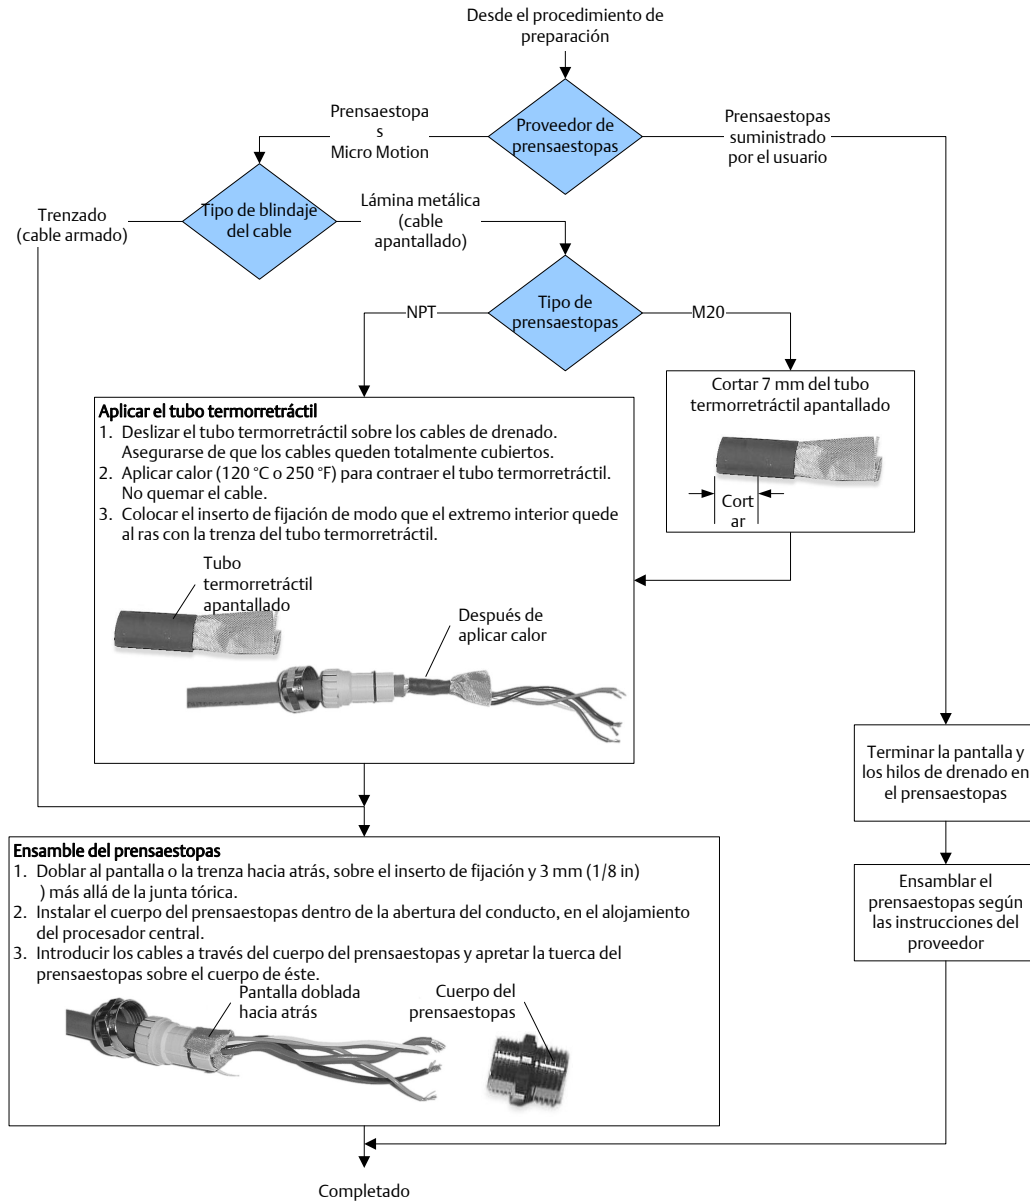 Desde el procedimiento de
preparación
Proveedor de
prensaestopas
Prensaestopa
s
Micro Motion
Prensaestopas
suministrado
por el usuario
Tipo de blindaje
del cable
Trenzado
(cable armado)
Lámina metálica
(cable
apantallado)
Tipo de
prensaestopas
NPT
M20
Cortar 7 mm del tubo
termorretráctil apantallado
Cort
ar
Aplicar el tubo termorretráctil
1. Deslizar el tubo termorretráctil sobre los cables de drenado.
Asegurarse de que los cables queden totalmente cubiertos.
2. Aplicar calor (120 °C o 250 °F) para contraer el tubo termorretráctil.
No quemar el cable.
3. Colocar el inserto de fijación de modo que el extremo interior quede
al ras con la trenza del tubo termorretráctil.
Tubo
termorretráctil
apantallado
Después de
aplicar calor
Terminar la pantalla y
los hilos de drenado en
el prensaestopas
Ensamble del prensaestopas
1. Doblar al pantalla o la trenza hacia atrás, sobre el inserto de fijación y 3 mm (1/8 in)
) más allá de la junta tórica.
2. Instalar el cuerpo del prensaestopas dentro de la abertura del conducto, en el alojamiento
del procesador central.
3. Introducir los cables a través del cuerpo del prensaestopas y apretar la tuerca del
prensaestopas sobre el cuerpo de éste.
Pantalla doblada
hacia atrás
Cuerpo del
prensaestopas
Ensamblar el
prensaestopas según
las instrucciones del
proveedor
Completado